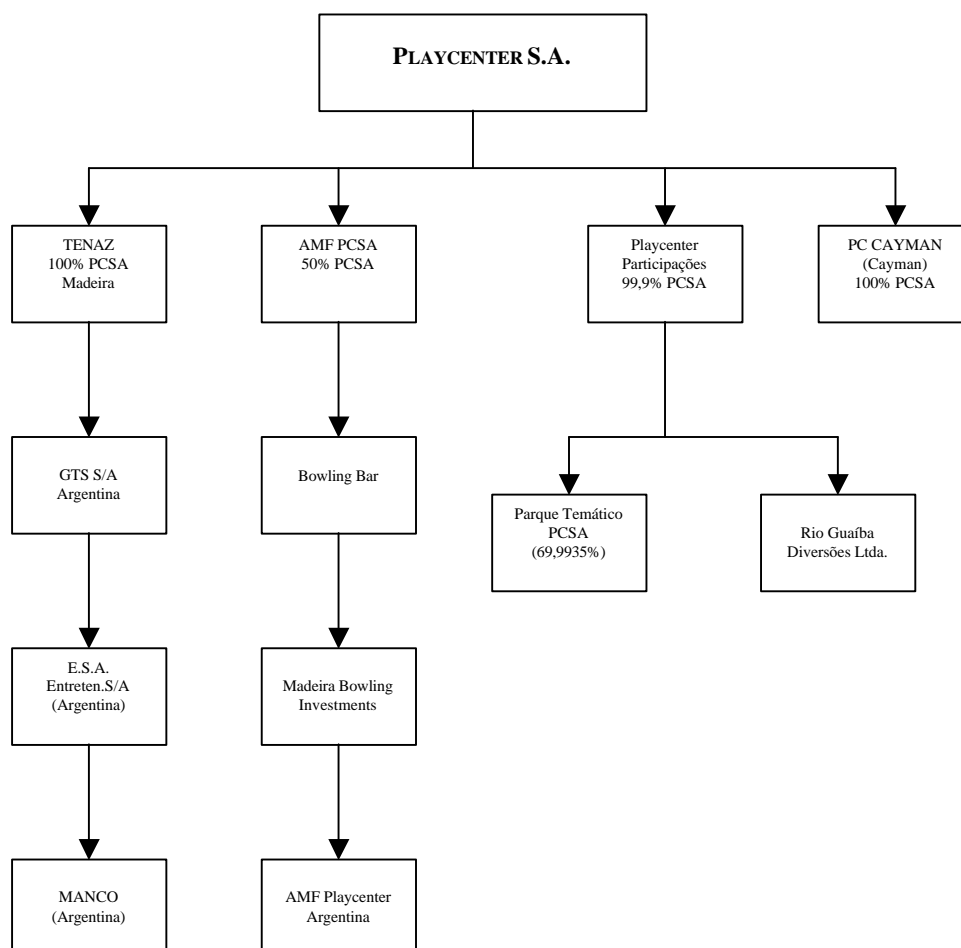 PLAYCENTER S.A.
TENAZ
100% PCSA
Madeira
AMF PCSA
50% PCSA
Playcenter
Participações
99,9% PCSA
PC CAYMAN
(Cayman)
100% PCSA
GTS S/A
Argentina
Bowling Bar
Parque Temático
PCSA
(69,9935%)
Rio Guaíba
Diversões Ltda.
E.S.A.
Entreten.S/A
(Argentina)
Madeira Bowling
Investments
MANCO
(Argentina)
AMF Playcenter
Argentina